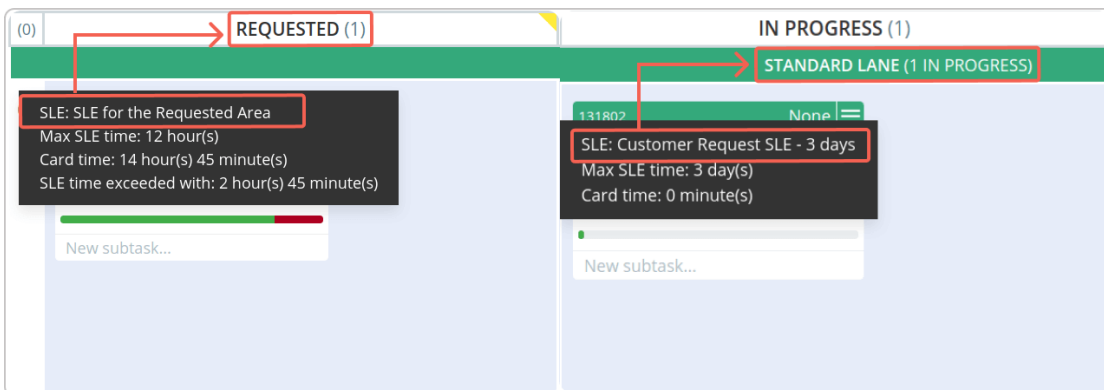 (0)
REQUESTED (1)
IN PROGRESS (1)
STANDARD LANE (1 IN PROGRESS)
SLE: SLE for the Requested Area
Max SLE time: 12 hour(s)
Card time: 14 hour(s) 45 minute(s)
SLE time exceeded with: 2 hour(s) 45 minute(s)
New subtask...
131802
None
SLE: Customer Request SLE - 3 days
Max SLE time: 3 day(s)
Card time: 0 minute(s)
New subtask...